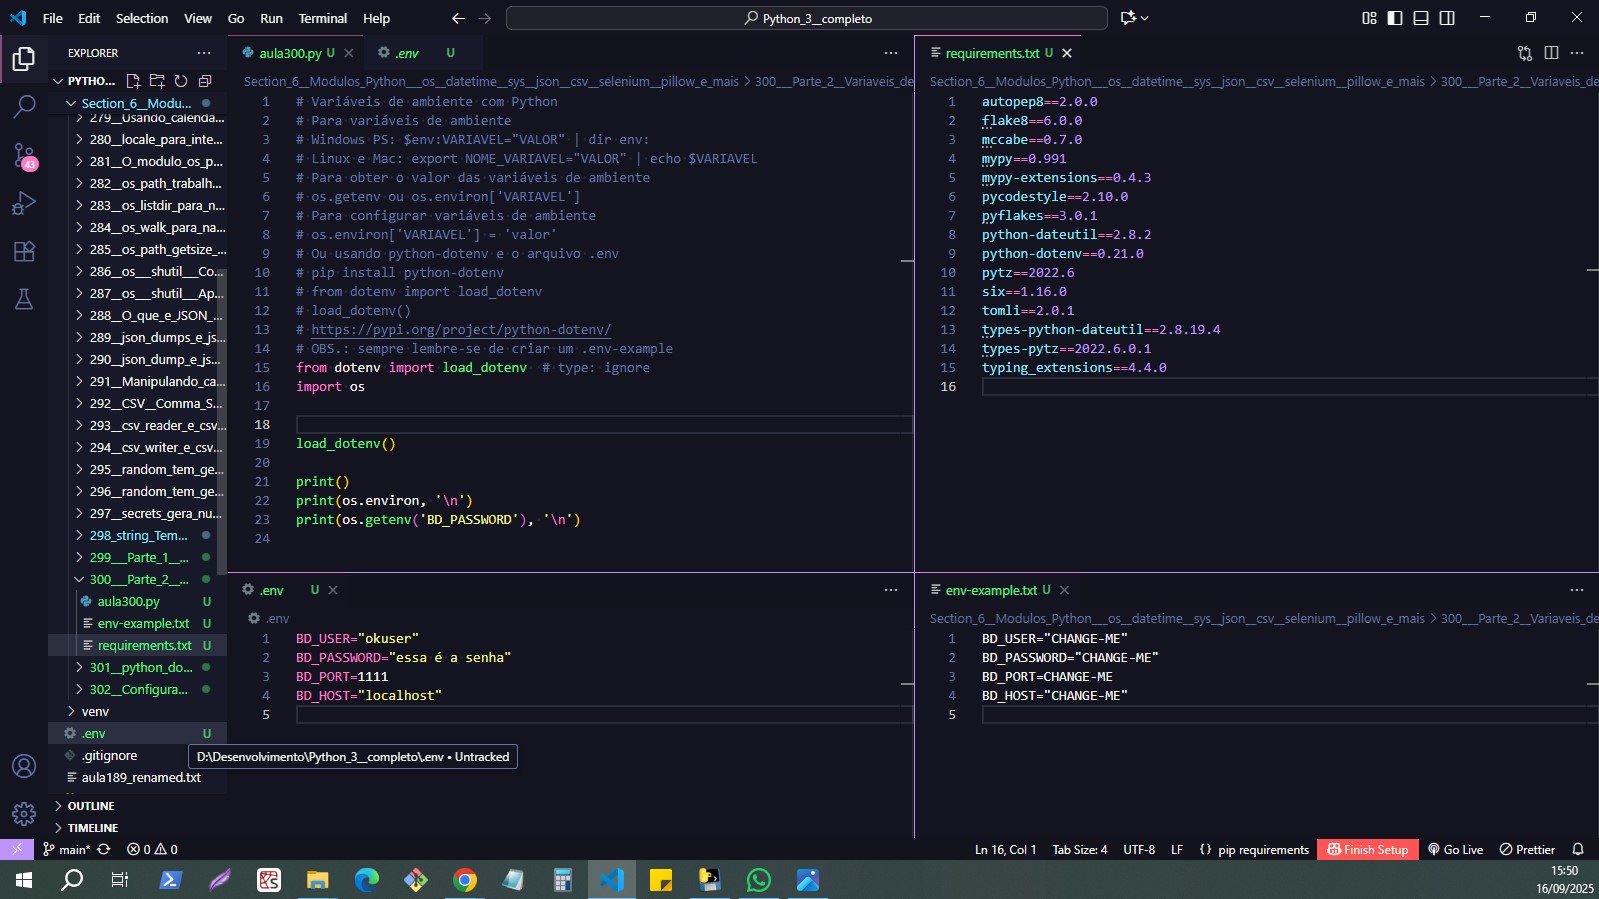 File Edit Selection View Go Run Terminal Help
Python_3__completo
EXPLORER
PYTHO...
Section_6__Modu...
279__Usando_calenda...
280__locale_para_inte...
281__O_modulo_os_p...
282__os_path_trabalh...
283__os_listdir_para_n...
284__os_walk_para_na...
285__os_path_getsize_...
286__os___shutil___Co...
287__os___shutil___Ap...
288__O_que_e_JSON_...
289__json_dumps_e_js...
290__json_dump_e_js...
291__Manipulando_ca...
292__CSV__Comma_S...
293__csv_reader_e_csv...
294__csv_writer_e_csv...
295__random_tem_ge...
296__random_tem_ge...
297__secrets_gera_nu...
298_string_Tem...
299___Parte_1__...
300___Parte_2__...
aula300.py U
env-example.txt U
requirements.txt U
301__python_do...
302__Configura...
venv
.env U
.gitignore
aula189_renamed.txt
OUTLINE
TIMELINE
43
aula300.py U
.env U
Section_6__Modulos_Python___os__datetime__sys__json__csv__selenium__pillow_e_mais > 300___Parte_2__Variaveis_de
1 # Variáveis de ambiente com Python
2 # Para variáveis de ambiente
3 # Windows PS: $env:VARIAVEL="VALOR" | dir env:
4 # Linux e Mac: export NOME_VARIAVEL="VALOR" | echo $VARIAVEL
5 # Para obter o valor das variáveis de ambiente
6 # os.getenv ou os.environ['VARIAVEL']
7 # Para configurar variáveis de ambiente
8 # os.environ['VARIAVEL'] = 'valor'
9 # Ou usando python-dotenv e o arquivo .env
10 # pip install python-dotenv
11 # from dotenv import load_dotenv
12 # load_dotenv()
13 # https://pypi.org/project/python-dotenv/
14 # OBS.: sempre lembre-se de criar um .env-example
15 from dotenv import load_dotenv  # type: ignore
16 import os
17
18
19 load_dotenv()
20
21 print()
22 print(os.environ, '\n')
23 print(os.getenv('BD_PASSWORD'), '\n')
24
requirements.txt U
Section_6__Modulos_Python___os__datetime__sys__json__csv__selenium__pillow_e_mais > 300___Parte_2__Variaveis_de
1 autopep8==2.0.0
2 flake8==6.0.0
3 mccabe==0.7.0
4 mypy==0.991
5 mypy-extensions==0.4.3
6 pycodestyle==2.10.0
7 pyflakes==3.0.1
8 python-dateutil==2.8.2
9 python-dotenv==0.21.0
10 pytz==2022.6
11 six==1.16.0
12 tomli==2.0.1
13 types-python-dateutil==2.8.19.4
14 types-pytz==2022.6.0.1
15 typing_extensions==4.4.0
16
.env U
.env
1 BD_USER="okuser"
2 BD_PASSWORD="essa é a senha"
3 BD_PORT=1111
4 BD_HOST="localhost"
5
D:\Desenvolvimento\Python_3__completo\.env • Untracked
env-example.txt U
Section_6__Modulos_Python___os__datetime__sys__json__csv__selenium__pillow_e_mais > 300___Parte_2__Variaveis_de
1 BD_USER="CHANGE-ME"
2 BD_PASSWORD="CHANGE-ME"
3 BD_PORT=CHANGE-ME
4 BD_HOST="CHANGE-ME"
5
main* 0 0 Ln 16, Col 1 Tab Size: 4 UTF-8 LF {} pip requirements Finish Setup Go Live Prettier
15:50
16/09/2025